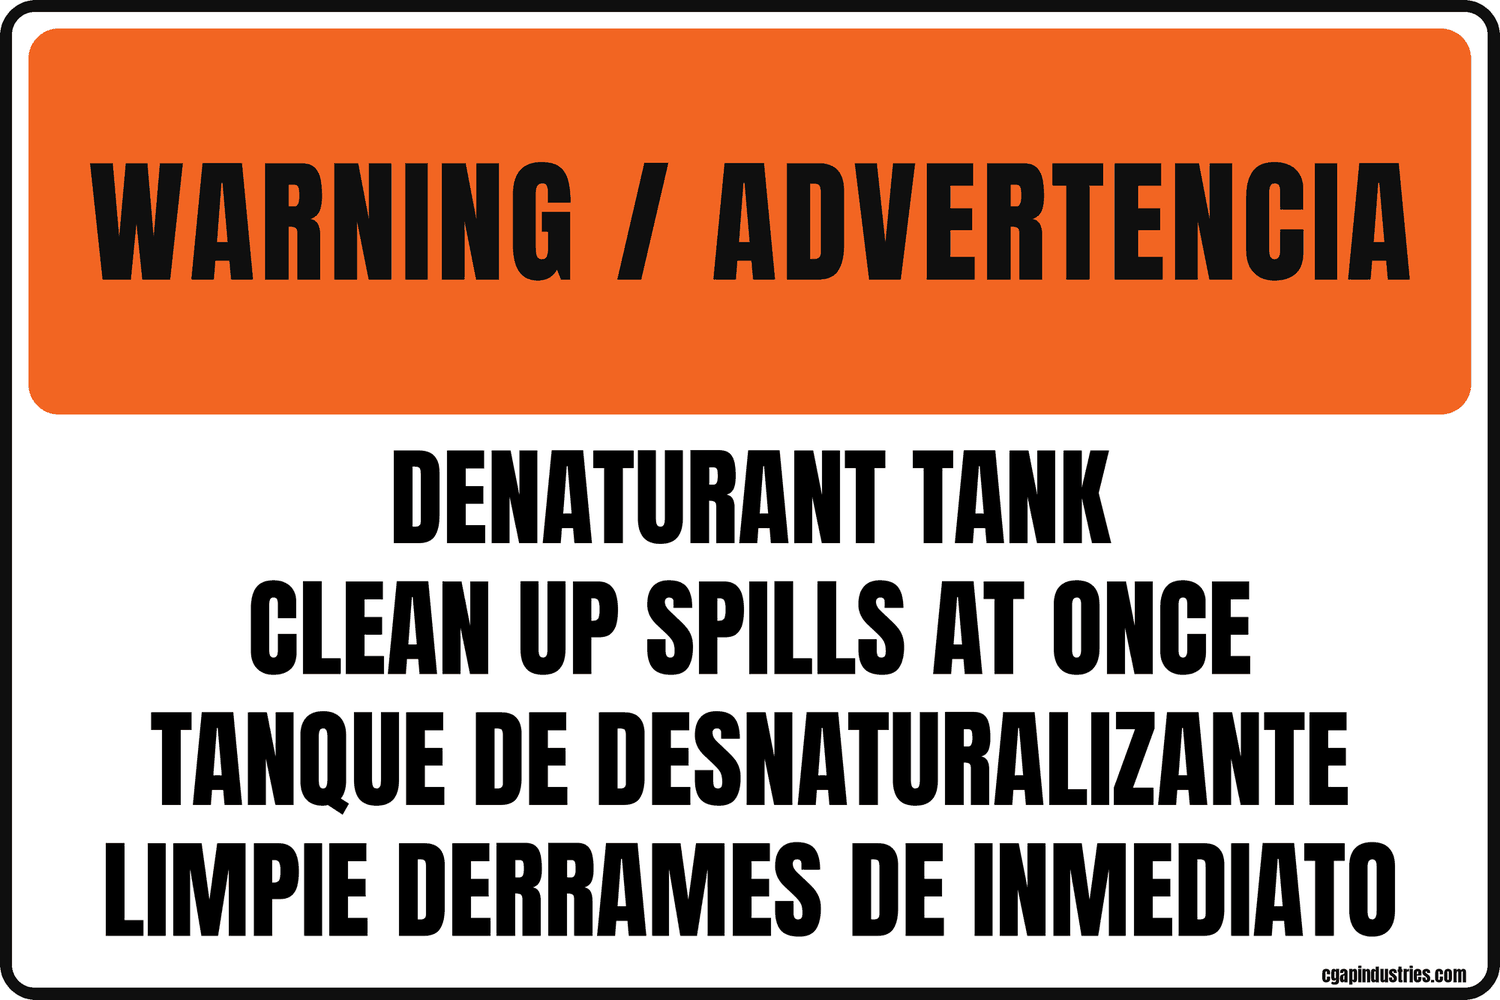 WARNING / ADVERTENCIA
DENATURANT TANK
CLEAN UP SPILLS AT ONCE
TANQUE DE DESNATURALIZANTE
LIMPIE DERRAMES DE INMEDIATO
cgapindustries.com